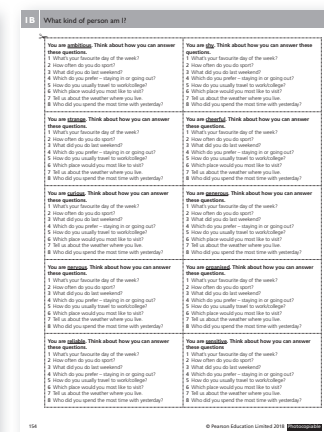 1B What kind of person am I?
You are ambitious. Think about how you can answer
these questions.
1 What's your favourite day of the week?
2 How often do you do sport?
3 What did you do last weekend?
4 Which do you prefer – staying in or going out?
5 How do you usually travel to work/college?
6 Which place would you most like to visit?
7 Tell us about the weather where you live.
8 Who did you spend the most time with yesterday?
You are shy. Think about how you can answer these
questions.
1 What's your favourite day of the week?
2 How often do you do sport?
3 What did you do last weekend?
4 Which do you prefer – staying in or going out?
5 How do you usually travel to work/college?
6 Which place would you most like to visit?
7 Tell us about the weather where you live.
8 Who did you spend the most time with yesterday?
You are strange. Think about how you can answer
these questions.
1 What's your favourite day of the week?
2 How often do you do sport?
3 What did you do last weekend?
4 Which do you prefer – staying in or going out?
5 How do you usually travel to work/college?
6 Which place would you most like to visit?
7 Tell us about the weather where you live.
8 Who did you spend the most time with yesterday?
You are cheerful. Think about how you can answer
these questions.
1 What's your favourite day of the week?
2 How often do you do sport?
3 What did you do last weekend?
4 Which do you prefer – staying in or going out?
5 How do you usually travel to work/college?
6 Which place would you most like to visit?
7 Tell us about the weather where you live.
8 Who did you spend the most time with yesterday?
You are curious. Think about how you can answer
these questions.
1 What's your favourite day of the week?
2 How often do you do sport?
3 What did you do last weekend?
4 Which do you prefer – staying in or going out?
5 How do you usually travel to work/college?
6 Which place would you most like to visit?
7 Tell us about the weather where you live.
8 Who did you spend the most time with yesterday?
You are generous. Think about how you can answer
these questions.
1 What's your favourite day of the week?
2 How often do you do sport?
3 What did you do last weekend?
4 Which do you prefer – staying in or going out?
5 How do you usually travel to work/college?
6 Which place would you most like to visit?
7 Tell us about the weather where you live.
8 Who did you spend the most time with yesterday?
You are nervous. Think about how you can answer
these questions.
1 What's your favourite day of the week?
2 How often do you do sport?
3 What did you do last weekend?
4 Which do you prefer – staying in or going out?
5 How do you usually travel to work/college?
6 Which place would you most like to visit?
7 Tell us about the weather where you live.
8 Who did you spend the most time with yesterday?
You are organised. Think about how you can answer
these questions.
1 What's your favourite day of the week?
2 How often do you do sport?
3 What did you do last weekend?
4 Which do you prefer – staying in or going out?
5 How do you usually travel to work/college?
6 Which place would you most like to visit?
7 Tell us about the weather where you live.
8 Who did you spend the most time with yesterday?
You are reliable. Think about how you can answer
these questions.
1 What's your favourite day of the week?
2 How often do you do sport?
3 What did you do last weekend?
4 Which do you prefer – staying in or going out?
5 How do you usually travel to work/college?
6 Which place would you most like to visit?
7 Tell us about the weather where you live.
8 Who did you spend the most time with yesterday?
You are sensitive. Think about how you can answer
these questions
1 What's your favourite day of the week?
2 How often do you do sport?
3 What did you do last weekend?
4 Which do you prefer – staying in or going out?
5 How do you usually travel to work/college?
6 Which place would you most like to visit?
7 Tell us about the weather where you live.
8 Who did you spend the most time with yesterday?
154 © Pearson Education Limited 2018 Photocopiable